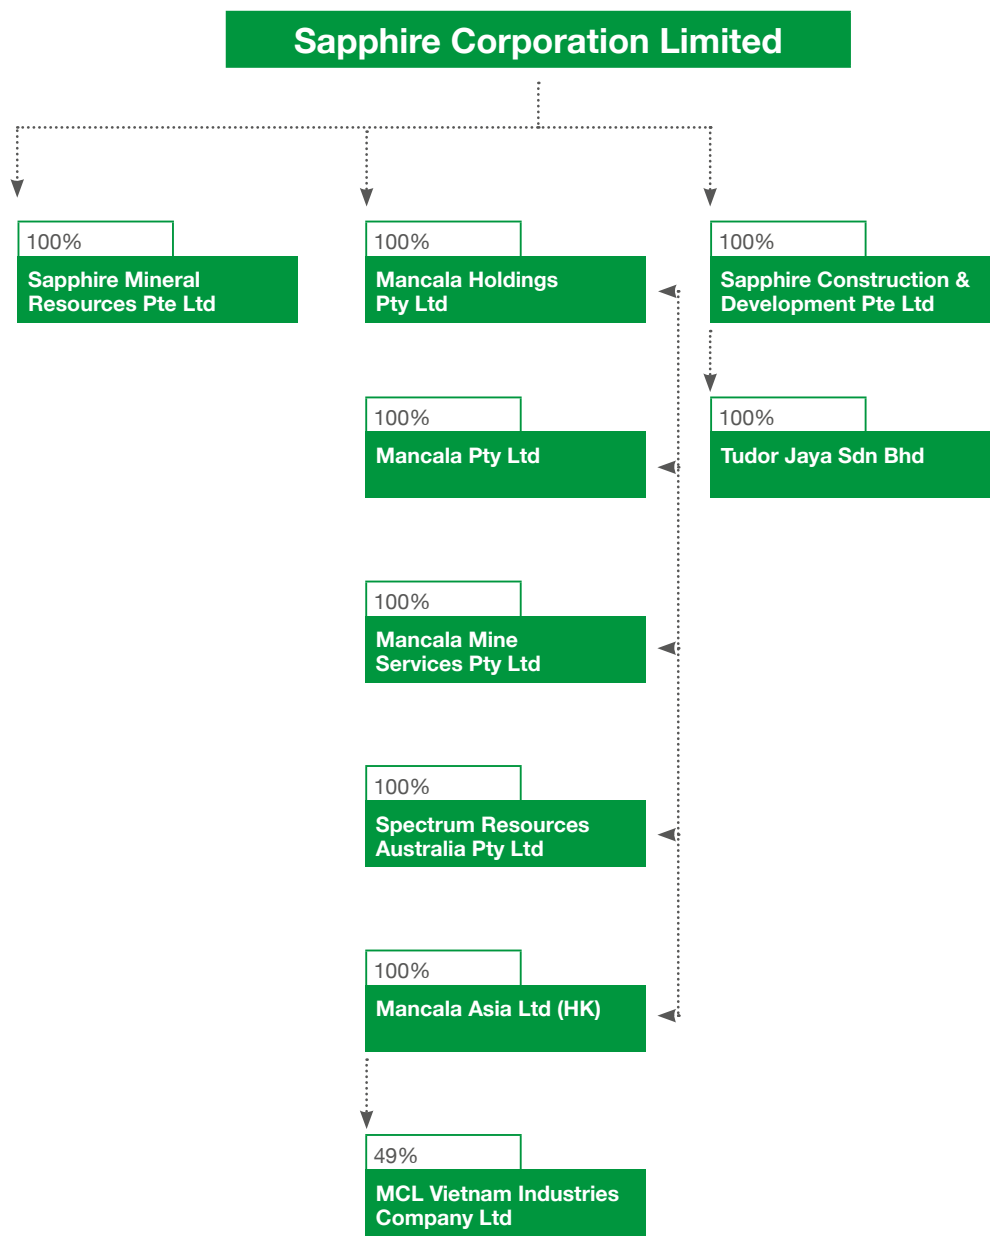 Sapphire Corporation Limited
100%
Sapphire Mineral
Resources Pte Ltd
100%
Mancala Holdings
Pty Ltd
100%
Sapphire Construction &
Development Pte Ltd
100%
Mancala Pty Ltd
100%
Tudor Jaya Sdn Bhd
100%
Mancala Mine
Services Pty Ltd
100%
Spectrum Resources
Australia Pty Ltd
100%
Mancala Asia Ltd (HK)
49%
MCL Vietnam Industries
Company Ltd